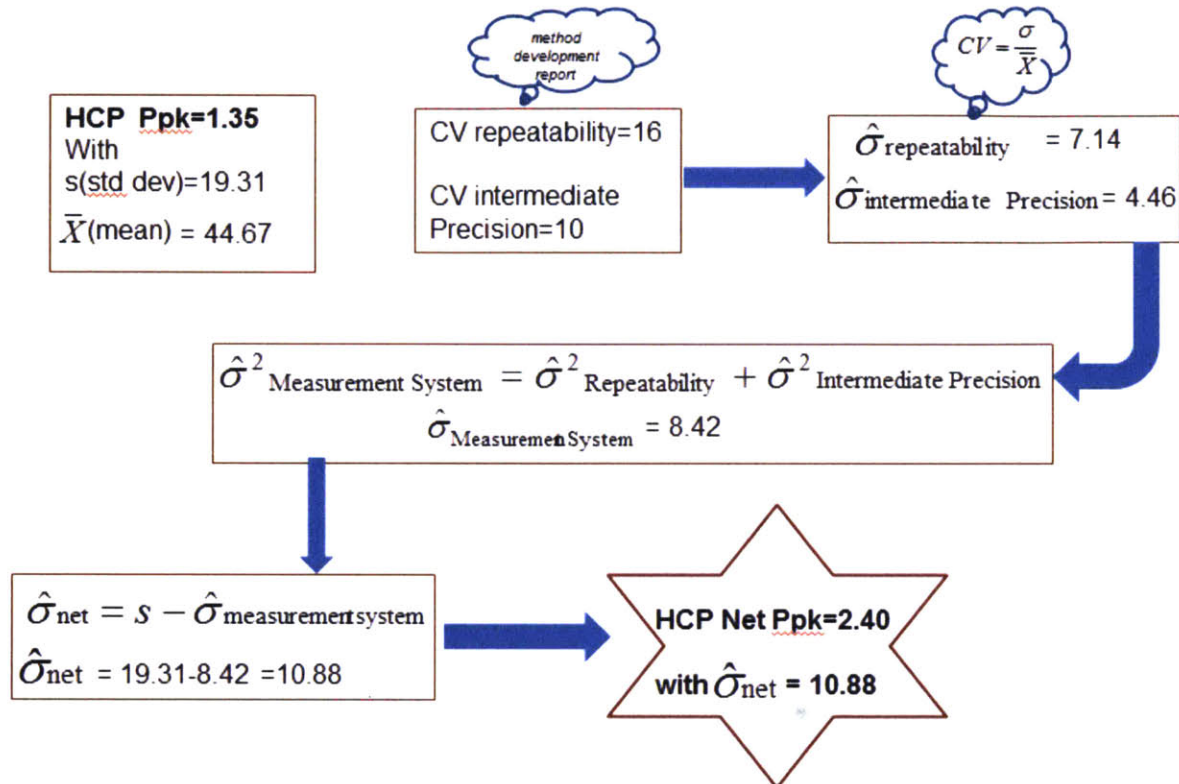 HCP Ppk=1.35
With
s(std dev)=19.31
X̄(mean) = 44.67
method
development
report
CV repeatability=16
CV intermediate
Precision=10
CV = σ / X̿
σ̂ repeatability = 7.14
σ̂ intermediate Precision = 4.46
σ̂² Measurement System = σ̂² Repeatability + σ̂² Intermediate Precision
σ̂ MeasuremenSystem = 8.42
σ̂ net = s − σ̂ measurementsystem
σ̂ net = 19.31-8.42 =10.88
HCP Net Ppk=2.40
with σ̂ net = 10.88